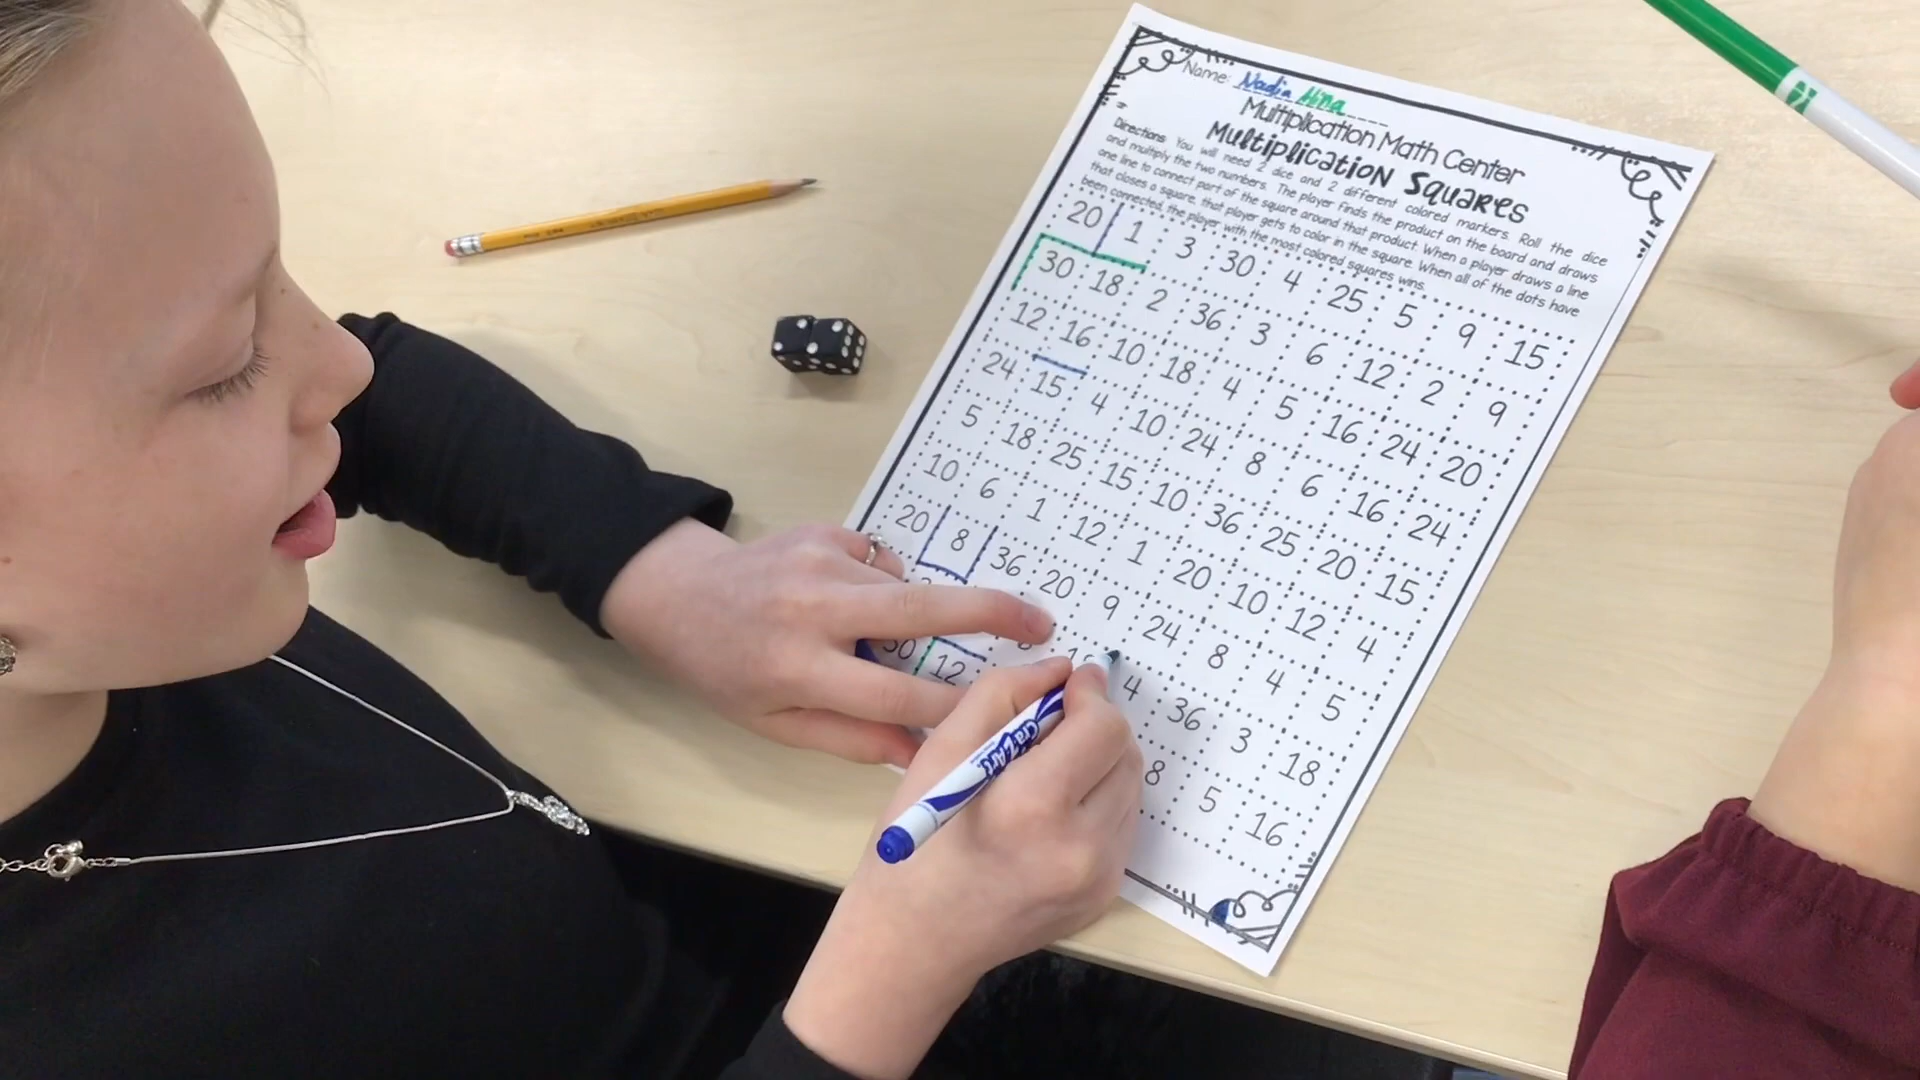 Name: Nadia Hina
Multiplication Math Center
Multiplication Squares
Directions: You will need 2 dice and 2 different colored markers. Roll the dice
and multiply the two numbers. The player finds the product on the board and draws
one line to connect part of the square around that product. When a player draws a line
that closes a square, that player gets to color in the square. When all of the dots have
been connected, the player with the most colored squares wins.
20 1 3 30 4 25 5 9 15
30 18 2 36 3 6 12 2 9
12 16 10 18 4 5 16 24 20
24 15 4 10 24 8 6 16 24
5 18 25 15 10 36 25 20 15
10 6 1 12 1 20 10 12 4
20 8 36 20 9 24 8 4 5
4 36 3 18
12 8 5 16
Cra-Z-Art